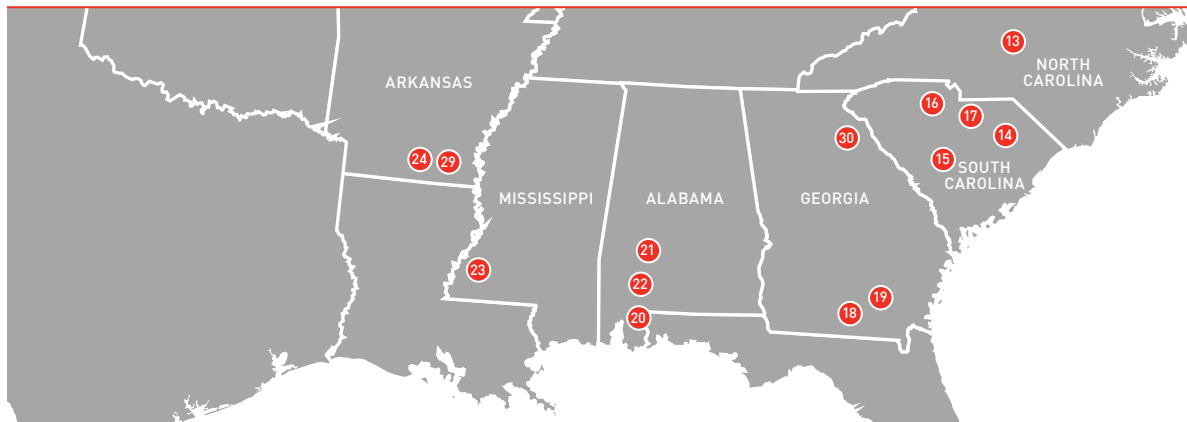 13
NORTH
CAROLINA
ARKANSAS
16
17
14
30
24
29
15
SOUTH
CAROLINA
MISSISSIPPI
ALABAMA
GEORGIA
21
23
22
19
18
20